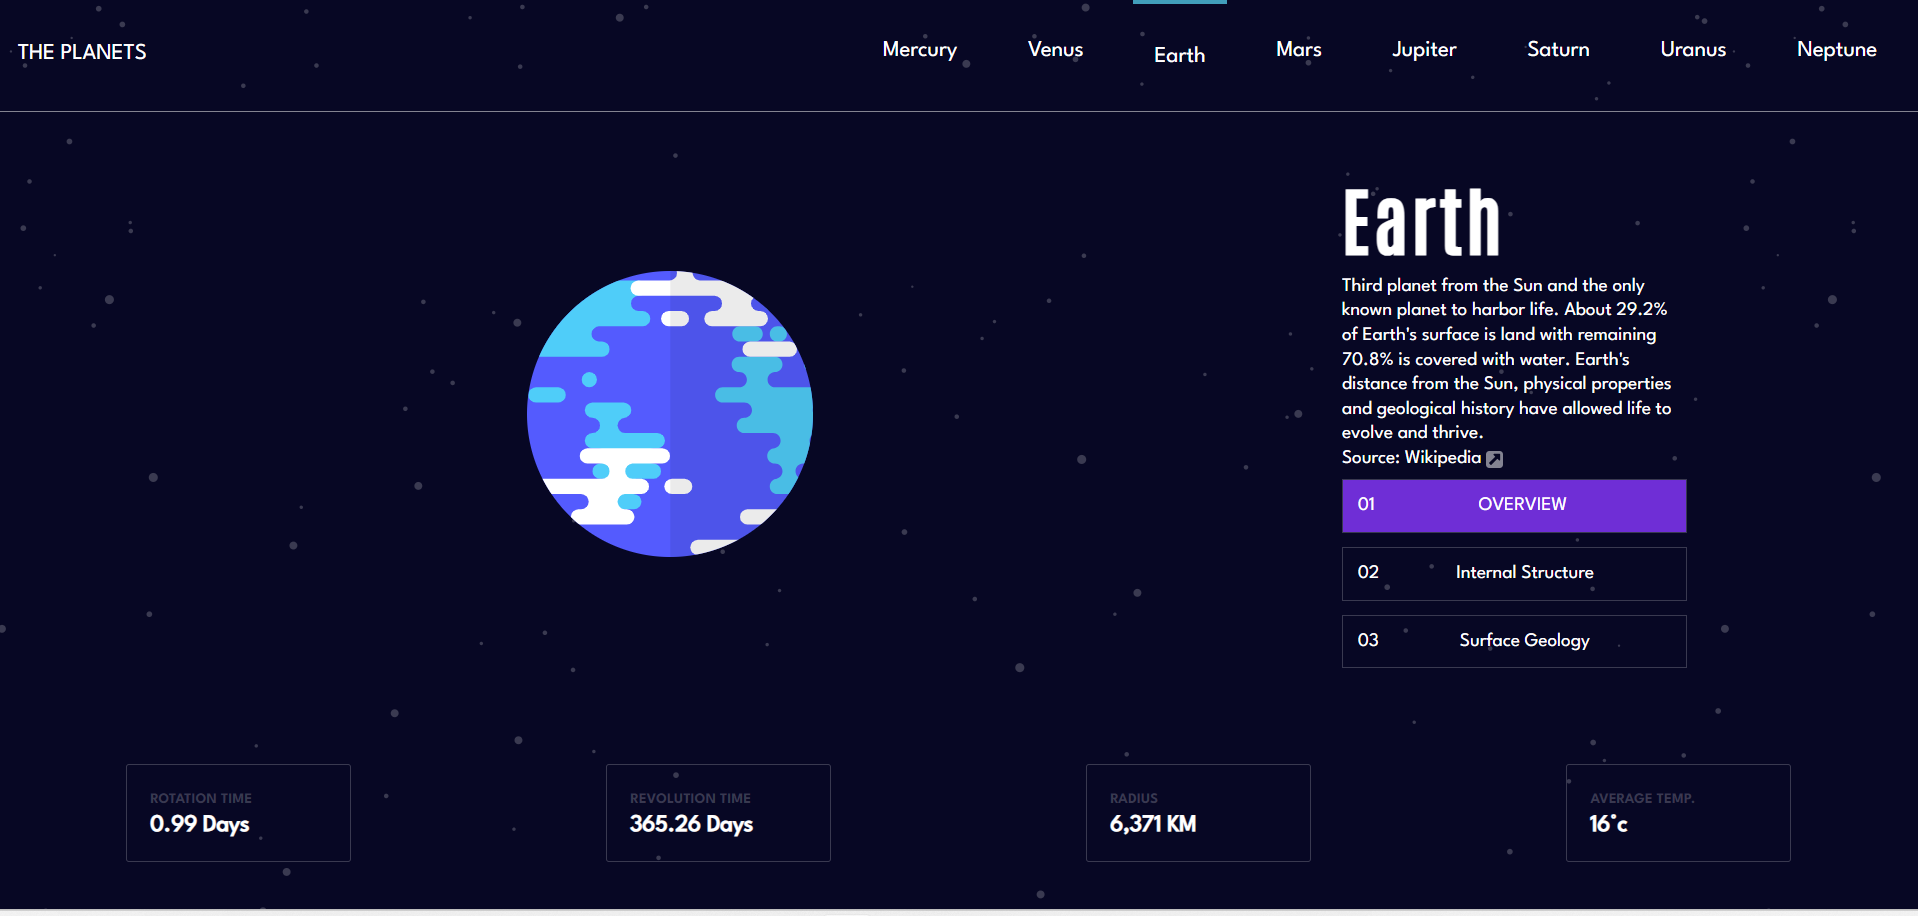 THE PLANETS
Mercury
Venus
Earth
Mars
Jupiter
Saturn
Uranus
Neptune
Earth
Third planet from the Sun and the only
known planet to harbor life. About 29.2%
of Earth's surface is land with remaining
70.8% is covered with water. Earth's
distance from the Sun, physical properties
and geological history have allowed life to
evolve and thrive.
Source: Wikipedia
01 OVERVIEW
02 Internal Structure
03 Surface Geology
ROTATION TIME
0.99 Days
REVOLUTION TIME
365.26 Days
RADIUS
6,371 KM
AVERAGE TEMP.
16°c